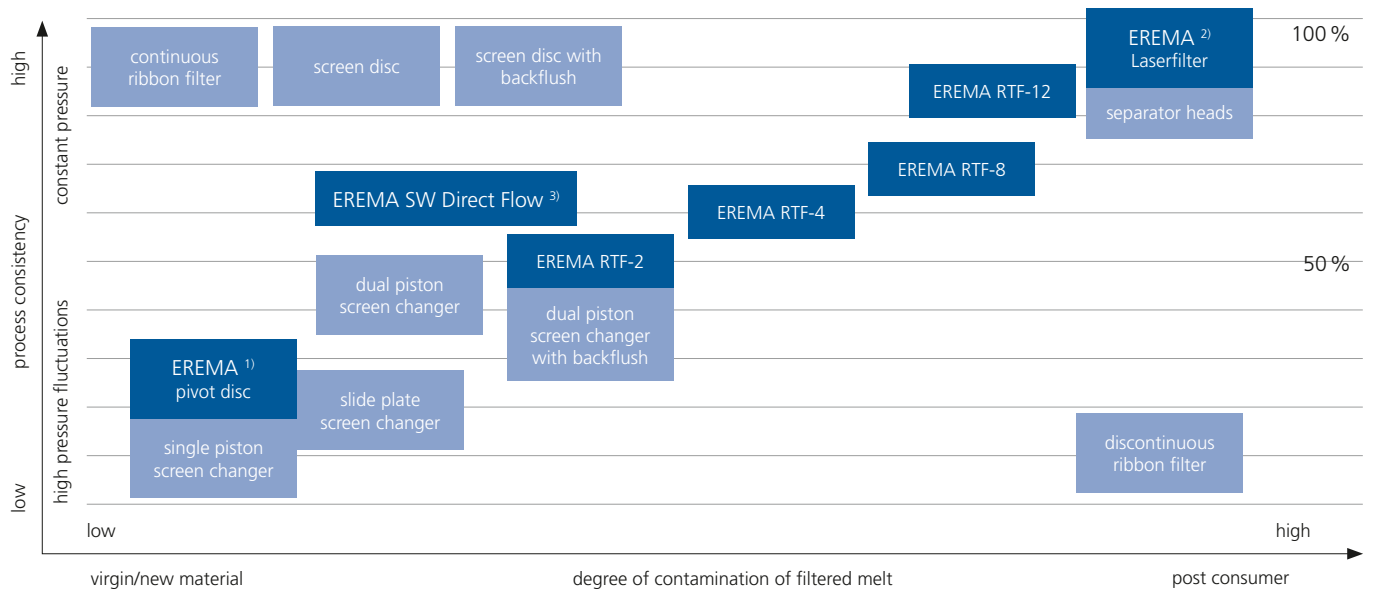 high
process consistency
low
constant pressure
high pressure fluctuations
continuous
ribbon filter
screen disc
screen disc with
backflush
EREMA 2)
Laserfilter
separator heads
100 %
EREMA RTF-12
EREMA RTF-8
EREMA SW Direct Flow 3)
EREMA RTF-4
EREMA RTF-2
50 %
dual piston
screen changer
dual piston
screen changer
with backflush
EREMA 1)
pivot disc
slide plate
screen changer
single piston
screen changer
discontinuous
ribbon filter
low
high
virgin/new material
degree of contamination of filtered melt
post consumer